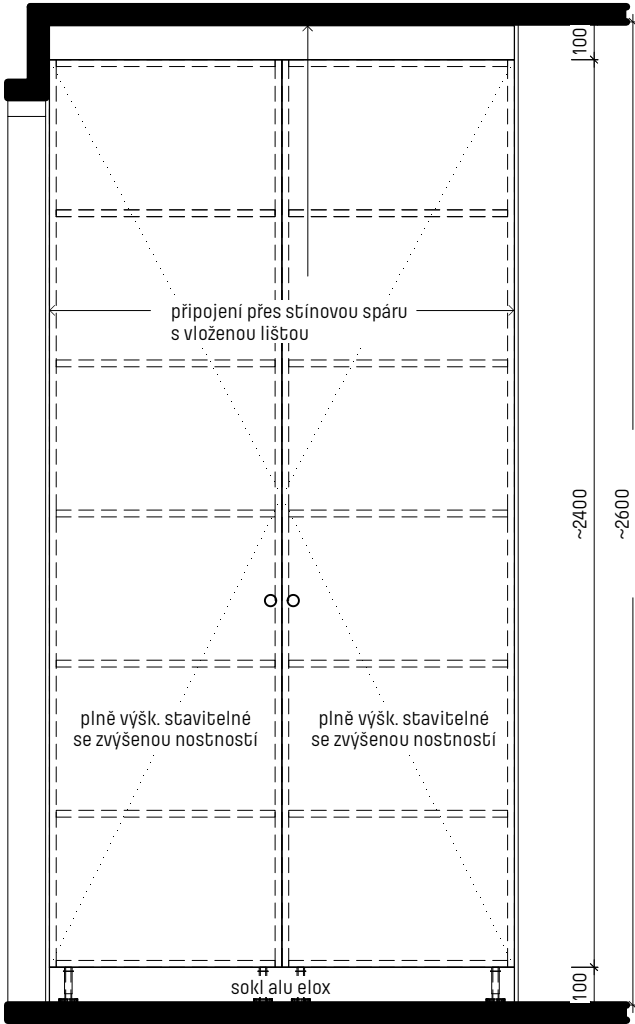 100
připojení přes stínovou spáru
s vloženou lištou
~2400
~2600
plně výšk. stavitelné
se zvýšenou nostností
plně výšk. stavitelné
se zvýšenou nostností
sokl alu elox
100